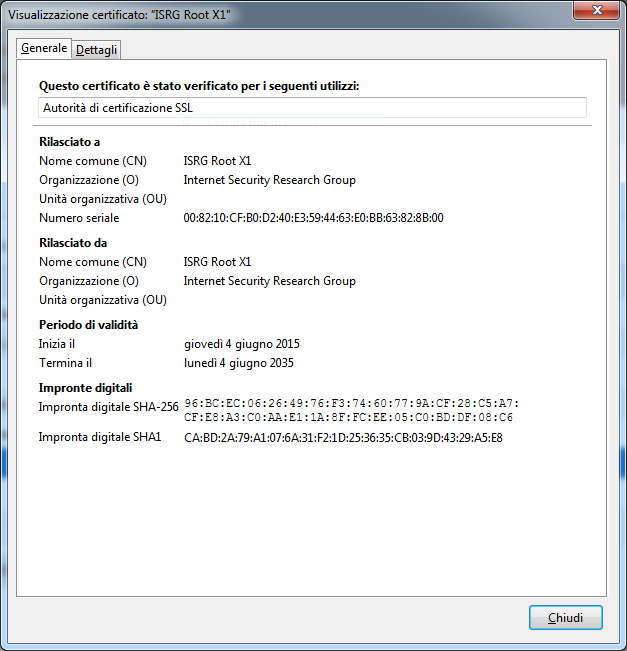 Visualizzazione certificato: "ISRG Root X1"
Generale Dettagli
Questo certificato è stato verificato per i seguenti utilizzi:
Autorità di certificazione SSL
Rilasciato a
Nome comune (CN) ISRG Root X1
Organizzazione (O) Internet Security Research Group
Unità organizzativa (OU)
Numero seriale 00:82:10:CF:B0:D2:40:E3:59:44:63:E0:BB:63:82:8B:00
Rilasciato da
Nome comune (CN) ISRG Root X1
Organizzazione (O) Internet Security Research Group
Unità organizzativa (OU)
Periodo di validità
Inizia il giovedì 4 giugno 2015
Termina il lunedì 4 giugno 2035
Impronte digitali
Impronta digitale SHA-256 96:BC:EC:06:26:49:76:F3:74:60:77:9A:CF:28:C5:A7:
CF:E8:A3:C0:AA:E1:1A:8F:FC:EE:05:C0:BD:DF:08:C6
Impronta digitale SHA1 CA:BD:2A:79:A1:07:6A:31:F2:1D:25:36:35:CB:03:9D:43:29:A5:E8
Chiudi